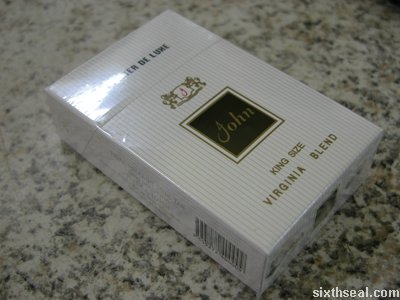 DE LUXE
John
KING SIZE
VIRGINIA BLEND
sixthseal.com